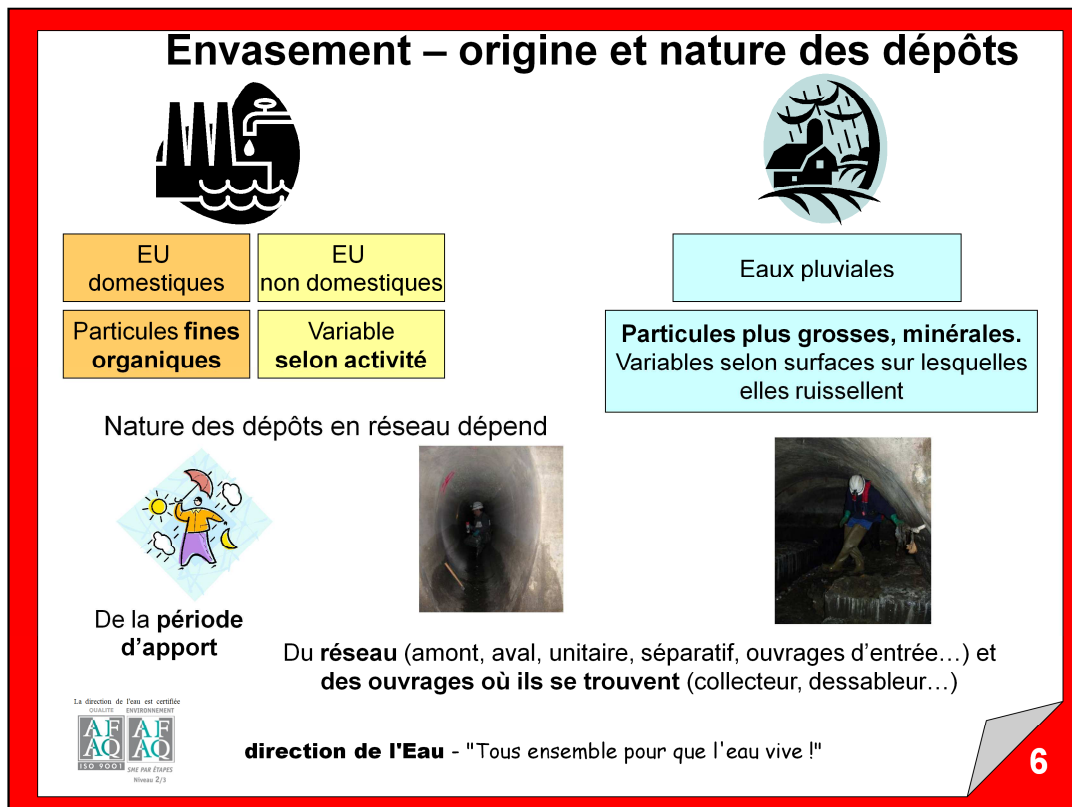 Envasement – origine et nature des dépôts
EU
domestiques
EU
non domestiques
Eaux pluviales
Particules fines
organiques
Variable
selon activité
Particules plus grosses, minérales.
Variables selon surfaces sur lesquelles
elles ruissellent
Nature des dépôts en réseau dépend
De la période
d'apport
Du réseau (amont, aval, unitaire, séparatif, ouvrages d'entrée…) et
des ouvrages où ils se trouvent (collecteur, dessableur…)
La direction de l'eau est certifiée
QUALITE ENVIRONNEMENT
AFAQ AFAQ
ISO 9001 SME PAR ÉTAPES
Niveau 2/3
direction de l'Eau - "Tous ensemble pour que l'eau vive !"
6